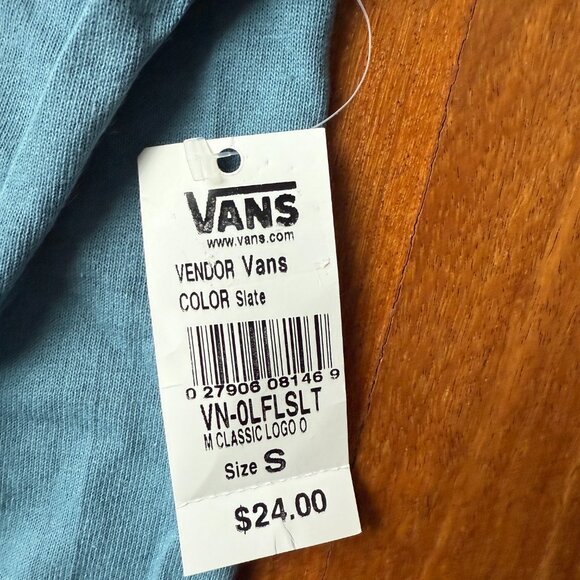 VANS
www.vans.com
VENDOR Vans
COLOR Slate
0 27906 08146 9
VN-0LFLSLT
M CLASSIC LOGO O
Size S
$24.00